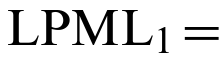 LPML₁ =